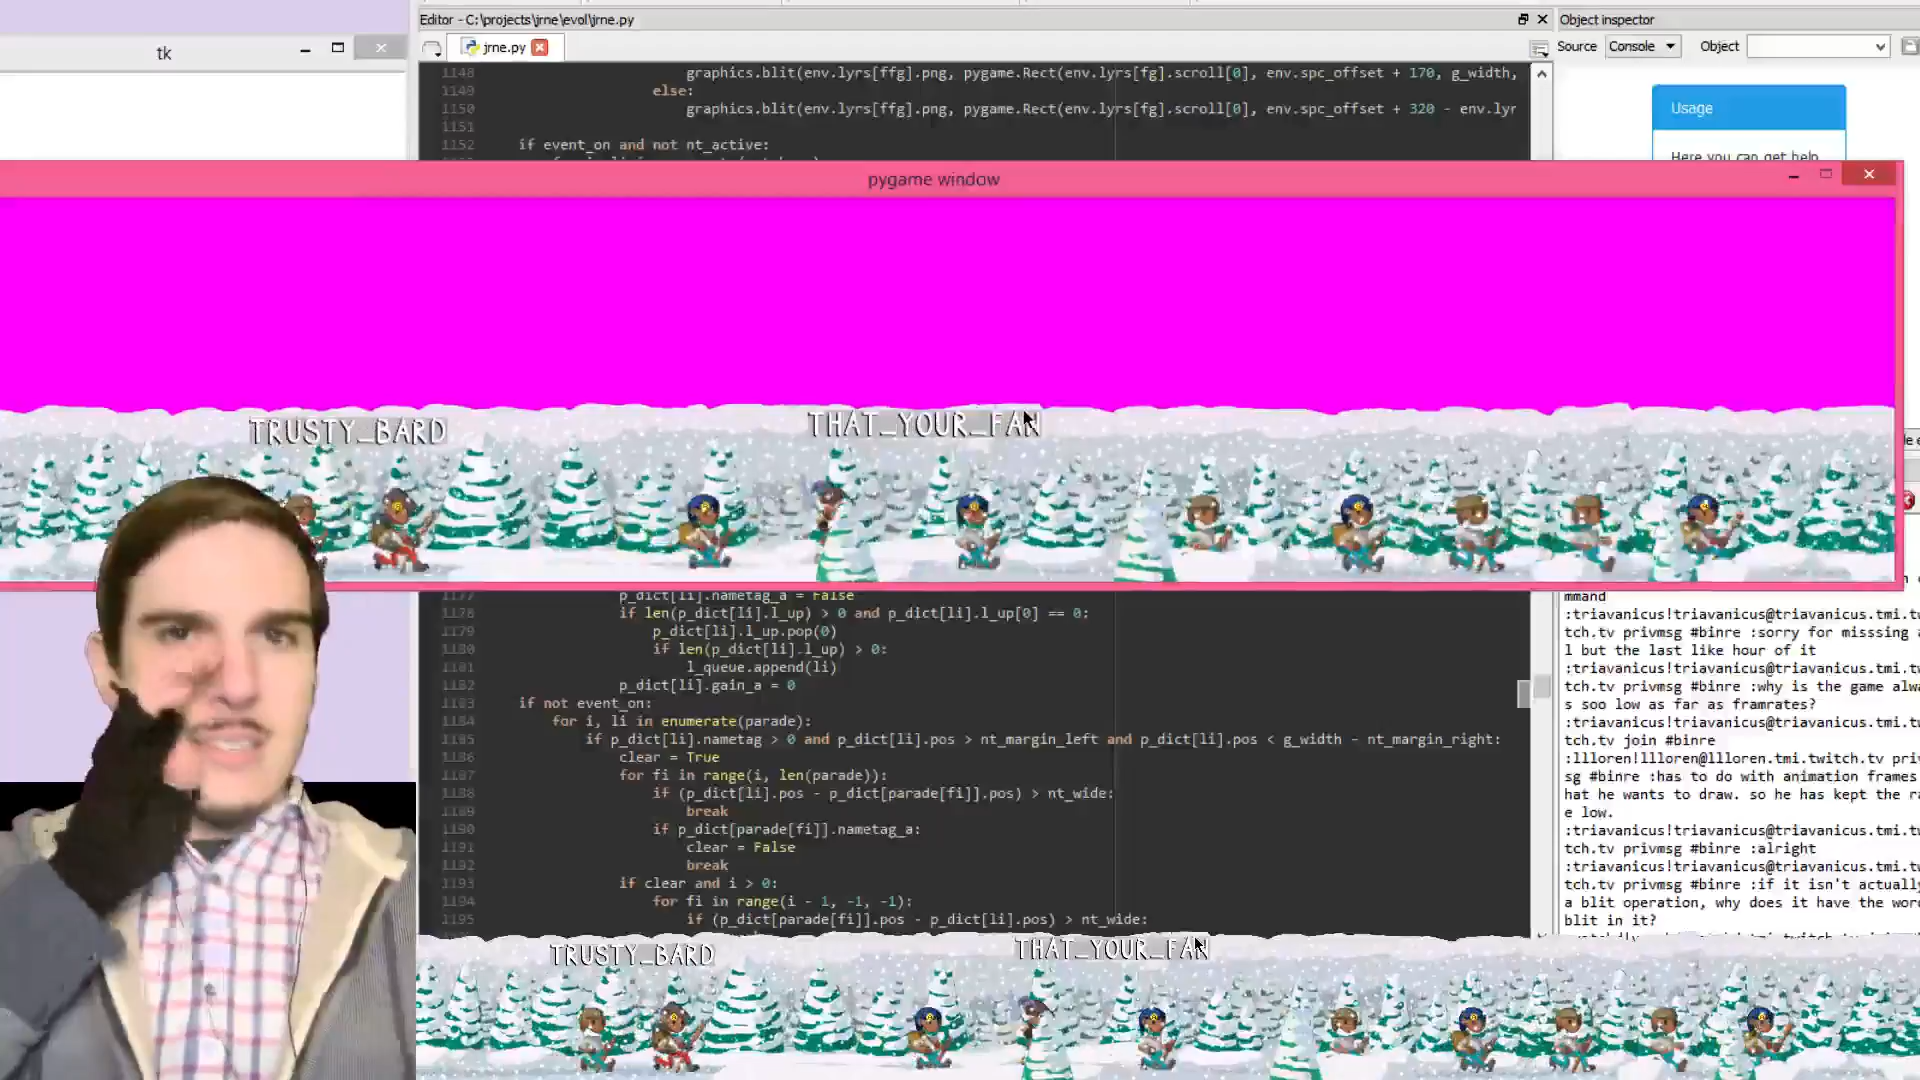 Editor - C:\projects\jrne\evol\jrne.py
Object inspector
tk
jrne.py
Source
Console
Object
1148 graphics.blit(env.lyrs[ffg].png, pygame.Rect(env.lyrs[fg].scroll[0], env.spc_offset + 170, g_width,
1149 else:
1150 graphics.blit(env.lyrs[ffg].png, pygame.Rect(env.lyrs[fg].scroll[0], env.spc_offset + 320 - env.lyr
1151
1152 if event_on and not nt_active:
Usage
Here you can get help
pygame window
TRUSTY_BARD
THAT_YOUR_FAN
p_dict[li].nametag_a = False
1178 if len(p_dict[li].l_up) > 0 and p_dict[li].l_up[0] == 0:
1179 p_dict[li].l_up.pop(0)
1180 if len(p_dict[li].l_up) > 0:
1181 l_queue.append(li)
1182 p_dict[li].gain_a = 0
1183 if not event_on:
1184 for i, li in enumerate(parade):
1185 if p_dict[li].nametag > 0 and p_dict[li].pos > nt_margin_left and p_dict[li].pos < g_width - nt_margin_right:
1186 clear = True
1187 for fi in range(i, len(parade)):
1188 if (p_dict[li].pos - p_dict[parade[fi]].pos) > nt_wide:
1189 break
1190 if p_dict[parade[fi]].nametag_a:
1191 clear = False
1192 break
1193 if clear and i > 0:
1194 for fi in range(i - 1, -1, -1):
1195 if (p_dict[parade[fi]].pos - p_dict[li].pos) > nt_wide:
mmand
:triavanicus!triavanicus@triavanicus.tmi.tw
tch.tv privmsg #binre :sorry for misssing a
l but the last like hour of it
:triavanicus!triavanicus@triavanicus.tmi.tw
tch.tv privmsg #binre :why is the game alwa
s soo low as far as framrates?
:triavanicus!triavanicus@triavanicus.tmi.tw
tch.tv join #binre
:llloren!llloren@llloren.tmi.twitch.tv priv
sg #binre :has to do with animation frames
hat he wants to draw. so he has kept the ra
e low.
:triavanicus!triavanicus@triavanicus.tmi.tw
tch.tv privmsg #binre :alright
:triavanicus!triavanicus@triavanicus.tmi.tw
tch.tv privmsg #binre :if it isn't actually
a blit operation, why does it have the word
blit in it?
TRUSTY_BARD
THAT_YOUR_FAN